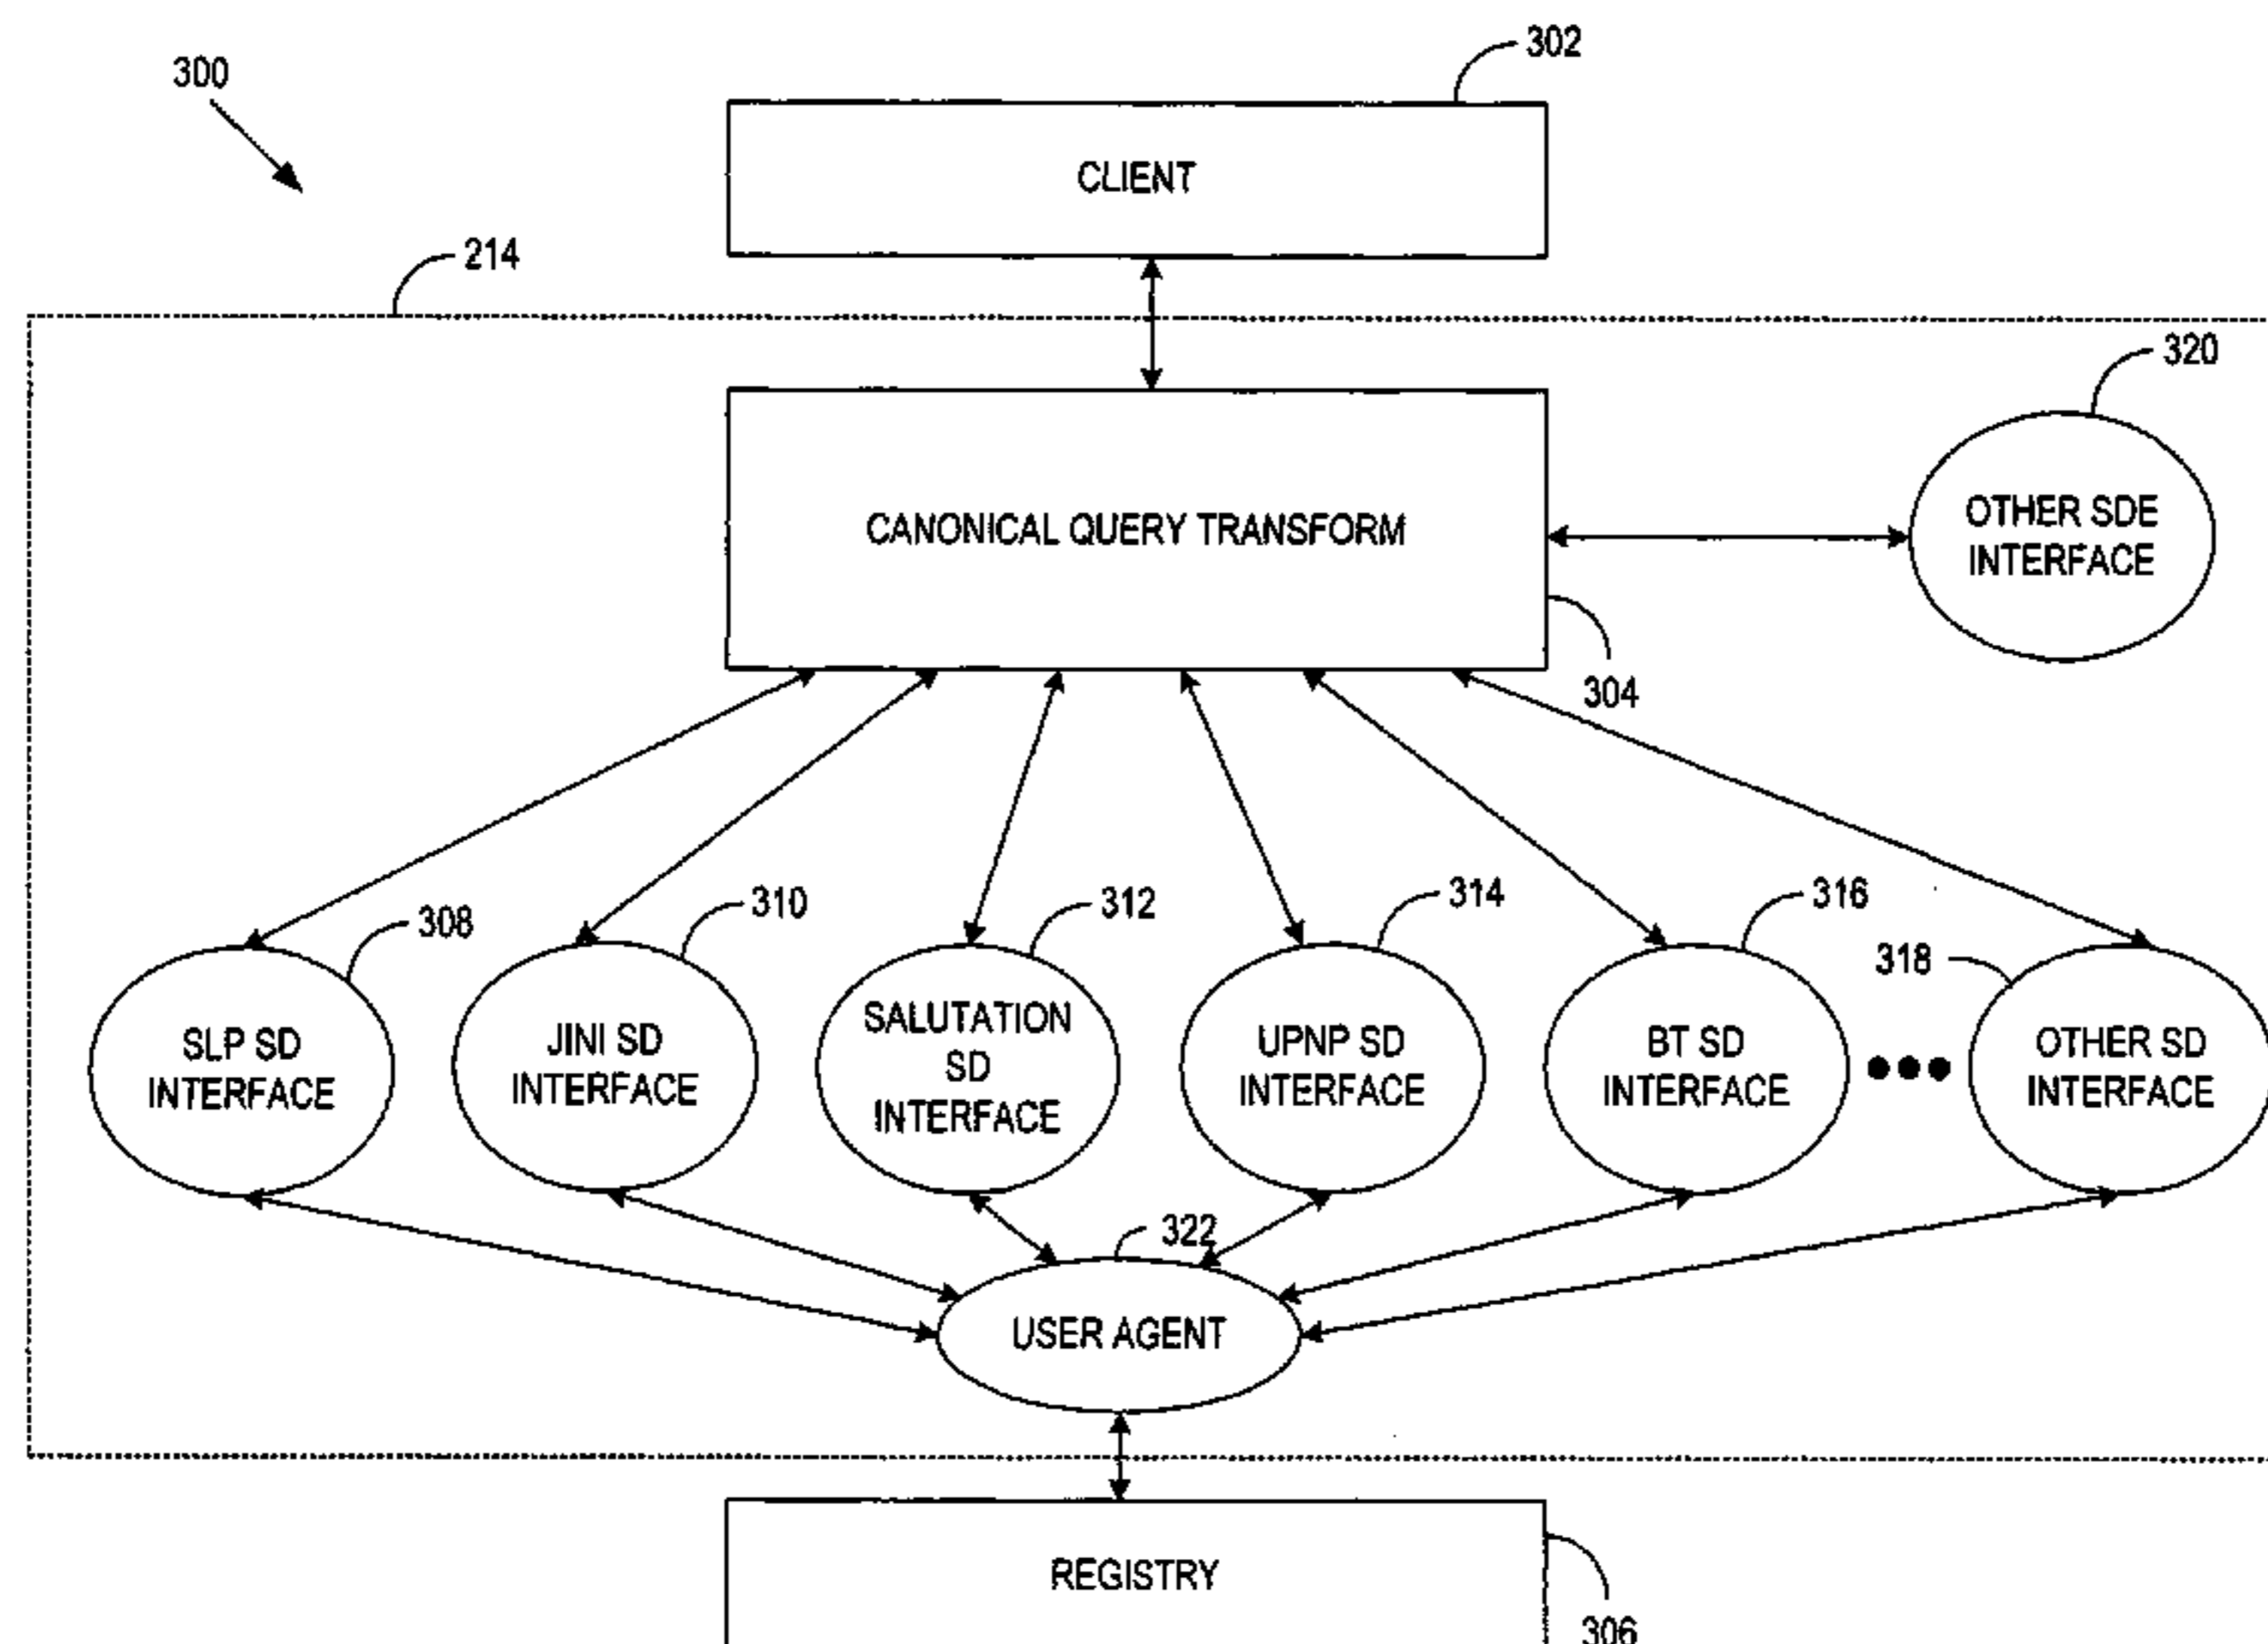 302
300
CLIENT
214
320
OTHER SDE
INTERFACE
CANONICAL QUERY TRANSFORM
304
308
310
312
314
316
318
SLP SD
INTERFACE
JINI SD
INTERFACE
SALUTATION
SD
INTERFACE
UPNP SD
INTERFACE
BT SD
INTERFACE
OTHER SD
INTERFACE
322
USER AGENT
REGISTRY
306